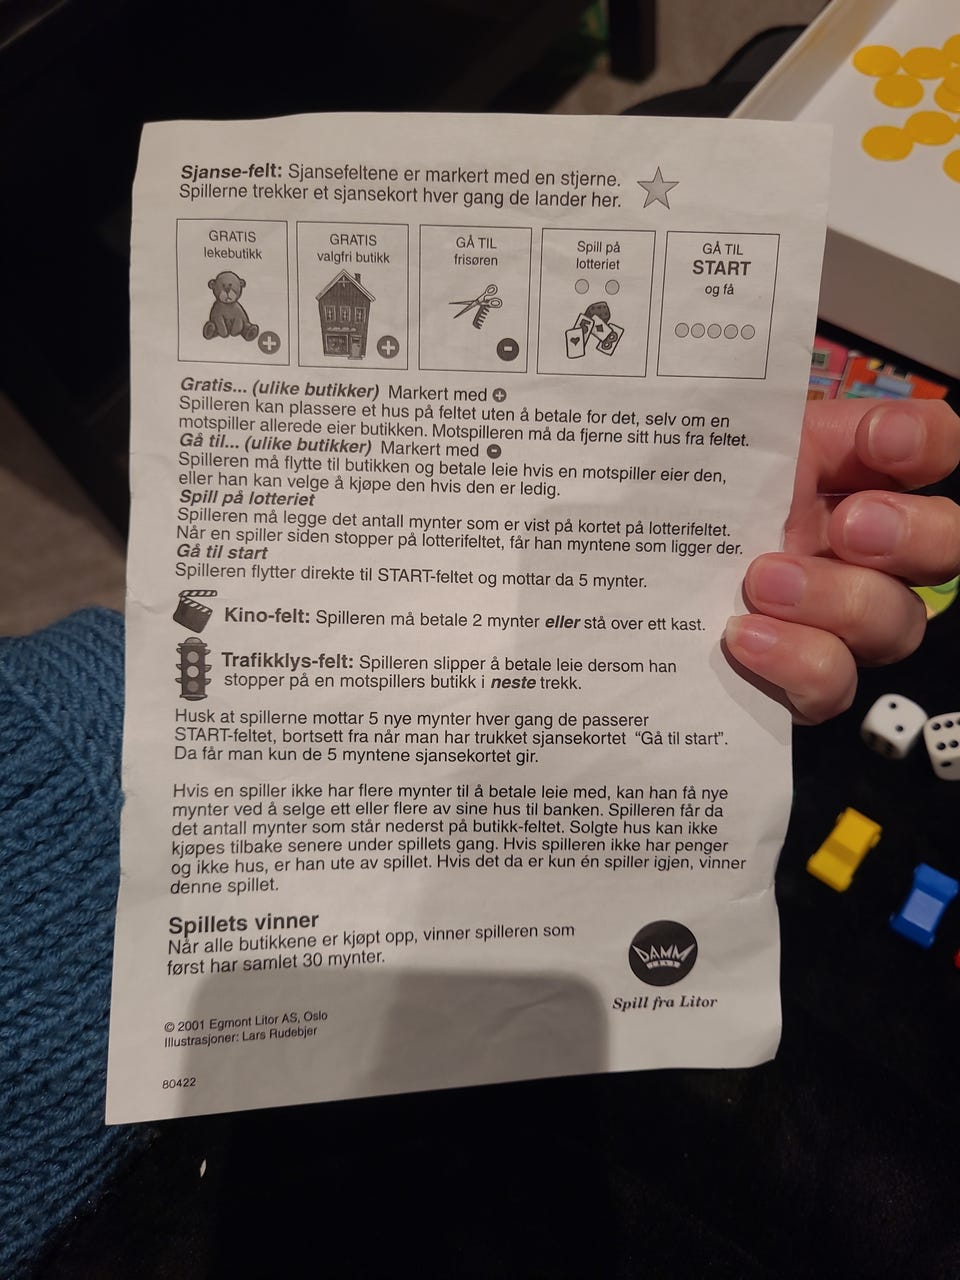 Sjanse-felt: Sjansefeltene er markert med en stjerne.
Spillerne trekker et sjansekort hver gang de lander her.
GRATIS
lekebutikk
GRATIS
valgfri butikk
GÅ TIL
frisøren
Spill på
lotteriet
GÅ TIL
START
og få
Gratis... (ulike butikker) Markert med +
Spilleren kan plassere et hus på feltet uten å betale for det, selv om en
motspiller allerede eier butikken. Motspilleren må da fjerne sitt hus fra feltet.
Gå til... (ulike butikker) Markert med -
Spilleren må flytte til butikken og betale leie hvis en motspiller eier den,
eller han kan velge å kjøpe den hvis den er ledig.
Spill på lotteriet
Spilleren må legge det antall mynter som er vist på kortet på lotterifeltet.
Når en spiller siden stopper på lotterifeltet, får han myntene som ligger der.
Gå til start
Spilleren flytter direkte til START-feltet og mottar da 5 mynter.
Kino-felt: Spilleren må betale 2 mynter eller stå over ett kast.
Trafikklys-felt: Spilleren slipper å betale leie dersom han
stopper på en motspillers butikk i neste trekk.
Husk at spillerne mottar 5 nye mynter hver gang de passerer
START-feltet, bortsett fra når man har trukket sjansekortet "Gå til start".
Da får man kun de 5 myntene sjansekortet gir.
Hvis en spiller ikke har flere mynter til å betale leie med, kan han få nye
mynter ved å selge ett eller flere av sine hus til banken. Spilleren får da
det antall mynter som står nederst på butikk-feltet. Solgte hus kan ikke
kjøpes tilbake senere under spillets gang. Hvis spilleren ikke har penger
og ikke hus, er han ute av spillet. Hvis det da er kun én spiller igjen, vinner
denne spillet.
Spillets vinner
Når alle butikkene er kjøpt opp, vinner spilleren som
først har samlet 30 mynter.
DAMM
Spill fra Litor
© 2001 Egmont Litor AS, Oslo
Illustrasjoner: Lars Rudebjer
80422